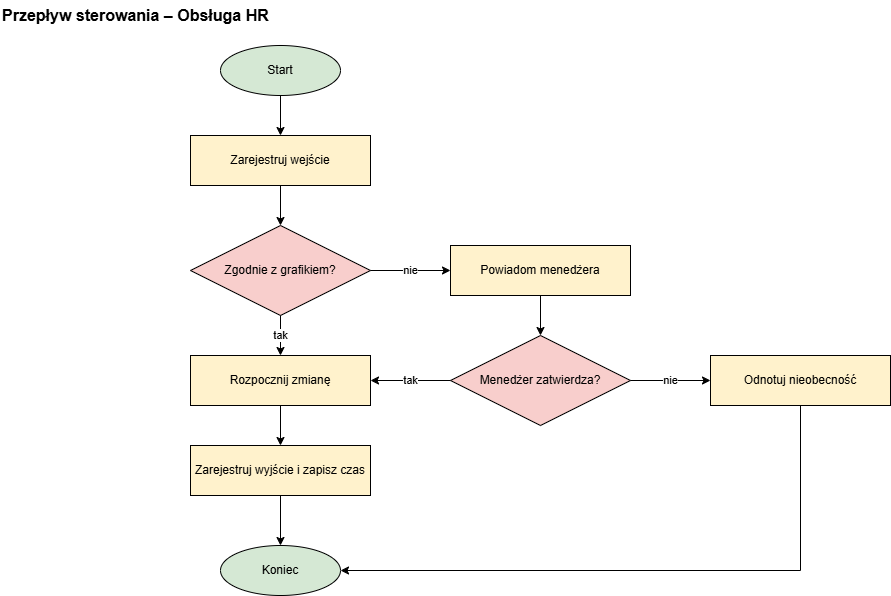 Przepływ sterowania – Obsługa HR
Start
Zarejestruj wejście
Zgodnie z grafikiem?
nie
Powiadom menedżera
tak
Rozpocznij zmianę
tak
Menedżer zatwierdza?
nie
Odnotuj nieobecność
Zarejestruj wyjście i zapisz czas
Koniec